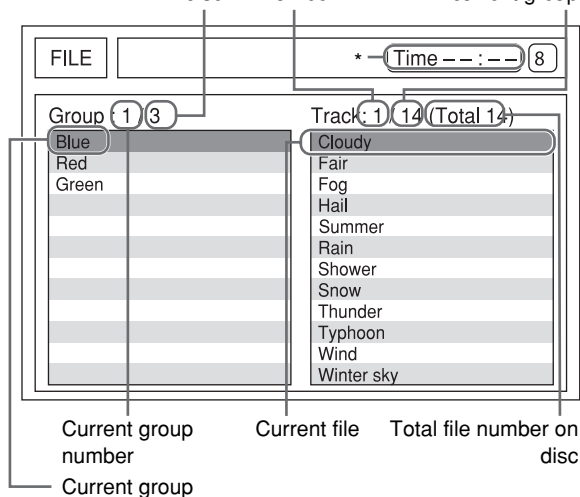 FILE
* Time – – : – – 8
Group : 1 / 3
Track: 1 / 14 (Total 14)
Blue
Red
Green
Cloudy
Fair
Fog
Hail
Summer
Rain
Shower
Snow
Thunder
Typhoon
Wind
Winter sky
Current group
number
Current file
Total file number on
disc
Current group